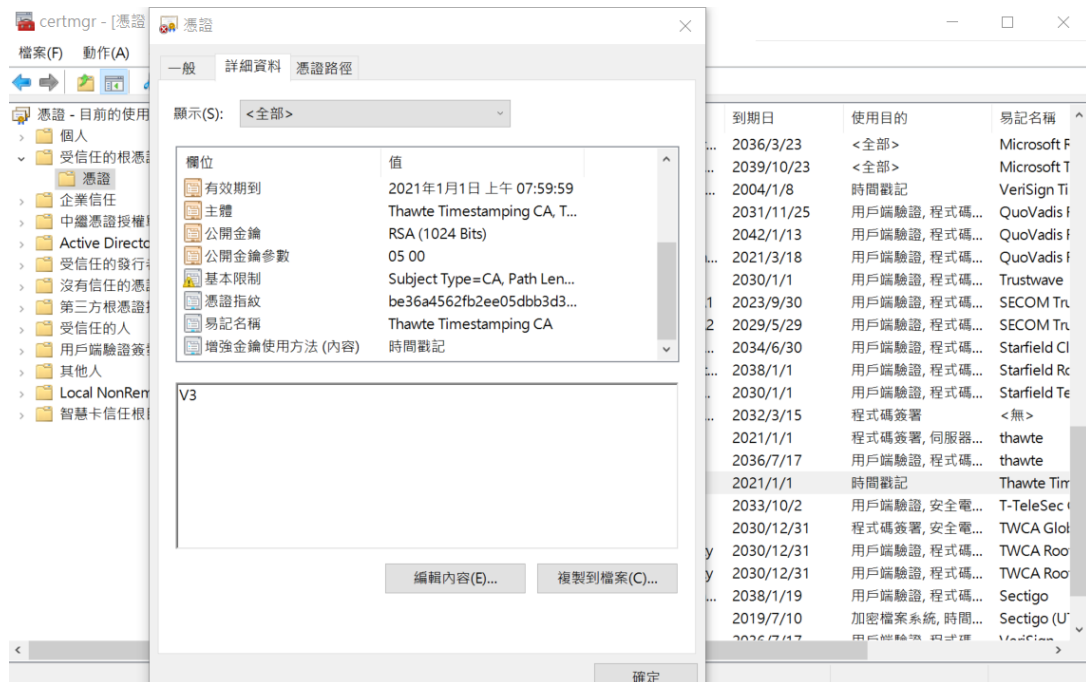 certmgr - [憑證
檔案(F) 動作(A)
憑證 - 目前的使用
個人
受信任的根憑
憑證
企業信任
中繼憑證授權
Active Directo
受信任的發行
沒有信任的憑
第三方根憑證
受信任的人
用戶端驗證簽
其他人
Local NonRem
智慧卡信任根
憑證
一般 詳細資料 憑證路徑
顯示(S): <全部>
欄位 值
有效期到 2021年1月1日 上午 07:59:59
主體 Thawte Timestamping CA, T...
公開金鑰 RSA (1024 Bits)
公開金鑰參數 05 00
基本限制 Subject Type=CA, Path Len...
憑證指紋 be36a4562fb2ee05dbb3d3...
易記名稱 Thawte Timestamping CA
增強金鑰使用方法 (內容) 時間戳記
V3
編輯內容(E)... 複製到檔案(C)...
確定
到期日 使用目的 易記名稱
... 2036/3/23 <全部> Microsoft R
... 2039/10/23 <全部> Microsoft T
... 2004/1/8 時間戳記 VeriSign Ti
2031/11/25 用戶端驗證, 程式碼... QuoVadis
2042/1/13 用戶端驗證, 程式碼... QuoVadis
... 2021/3/18 用戶端驗證, 程式碼... QuoVadis
2030/1/1 用戶端驗證, 程式碼... Trustwave
1 2023/9/30 用戶端驗證, 程式碼... SECOM Tru
2 2029/5/29 用戶端驗證, 程式碼... SECOM Tru
... 2034/6/30 用戶端驗證, 程式碼... Starfield Cl
... 2038/1/1 用戶端驗證, 程式碼... Starfield Ro
. 2030/1/1 用戶端驗證, 程式碼... Starfield Te
.. 2032/3/15 程式碼簽署 <無>
2021/1/1 程式碼簽署, 伺服器... thawte
2036/7/17 用戶端驗證, 程式碼... thawte
2021/1/1 時間戳記 Thawte Tim
2033/10/2 用戶端驗證, 安全電... T-TeleSec
2030/12/31 程式碼簽署, 安全電... TWCA Glob
y 2030/12/31 用戶端驗證, 程式碼... TWCA Roo
y 2030/12/31 用戶端驗證, 程式碼... TWCA Roo
... 2038/1/19 用戶端驗證, 程式碼... Sectigo
2019/7/10 加密檔案系統, 時間... Sectigo (U
2036/7/17 用戶端驗證, 程式碼 VeriSign